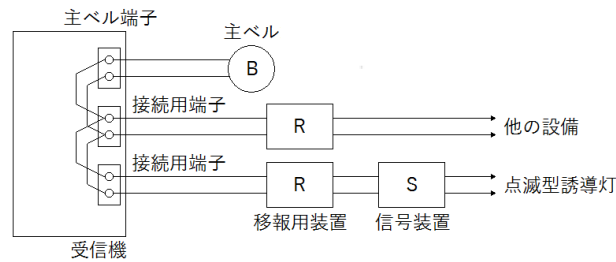 主ベル端子
主ベル
B
接続用端子
R
他の設備
接続用端子
R
S
点滅型誘導灯
移報用装置
信号装置
受信機